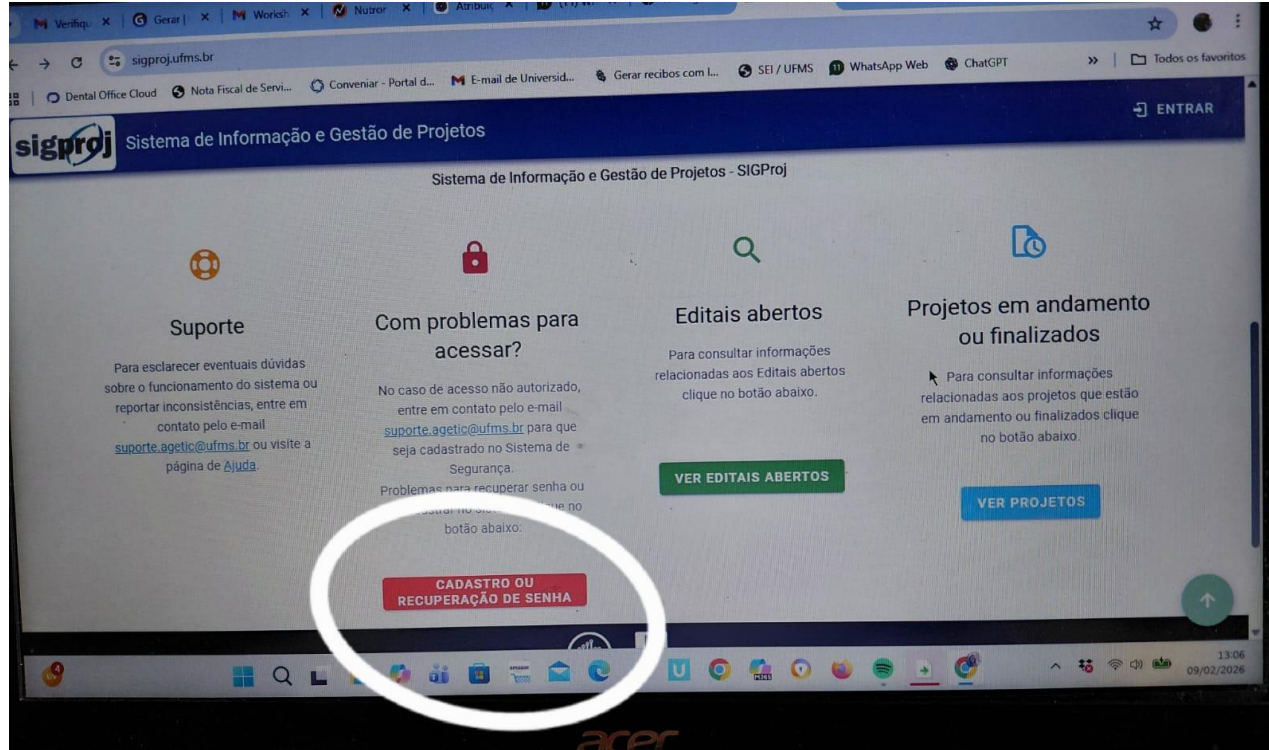 Verifiqu
Gerar
Worksh
Nutror
Atribuiç
sigproj.ufms.br
Dental Office Cloud
Nota Fiscal de Servi...
Conveniar - Portal d...
E-mail de Universid...
Gerar recibos com I...
SEI / UFMS
WhatsApp Web
ChatGPT
Todos os favoritos
sigproj
Sistema de Informação e Gestão de Projetos
ENTRAR
Sistema de Informação e Gestão de Projetos - SIGProj
Suporte
Para esclarecer eventuais dúvidas
sobre o funcionamento do sistema ou
reportar inconsistências, entre em
contato pelo e-mail
suporte.agetic@ufms.br ou visite a
página de Ajuda.
Com problemas para
acessar?
No caso de acesso não autorizado,
entre em contato pelo e-mail
suporte.agetic@ufms.br para que
seja cadastrado no Sistema de
Segurança.
Problemas para recuperar senha ou
no
botão abaixo.
CADASTRO OU
RECUPERAÇÃO DE SENHA
Editais abertos
Para consultar informações
relacionadas aos Editais abertos
clique no botão abaixo.
VER EDITAIS ABERTOS
Projetos em andamento
ou finalizados
Para consultar informações
relacionadas aos projetos que estão
em andamento ou finalizados clique
no botão abaixo.
VER PROJETOS
13:06
09/02/2026
acer